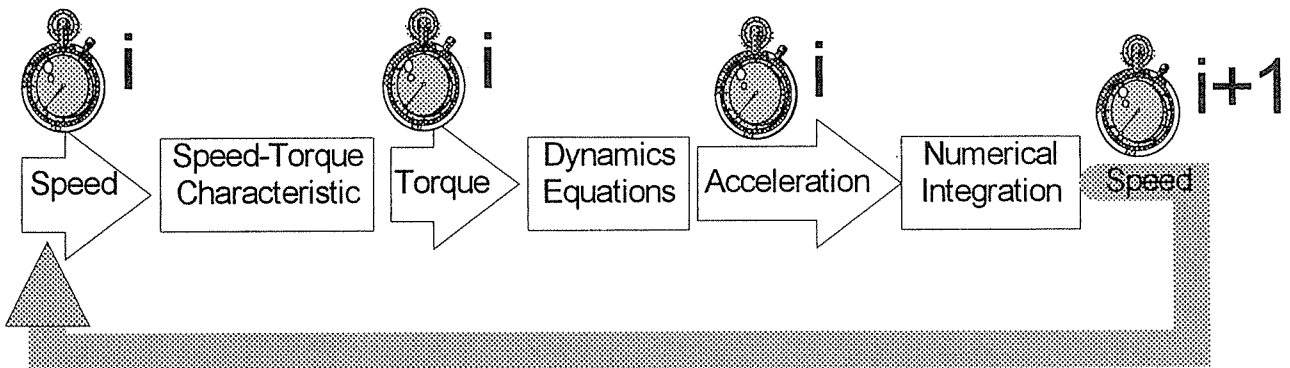 i
i
i
i+1
Speed
Speed-Torque
Characteristic
Torque
Dynamics
Equations
Acceleration
Numerical
Integration
Speed